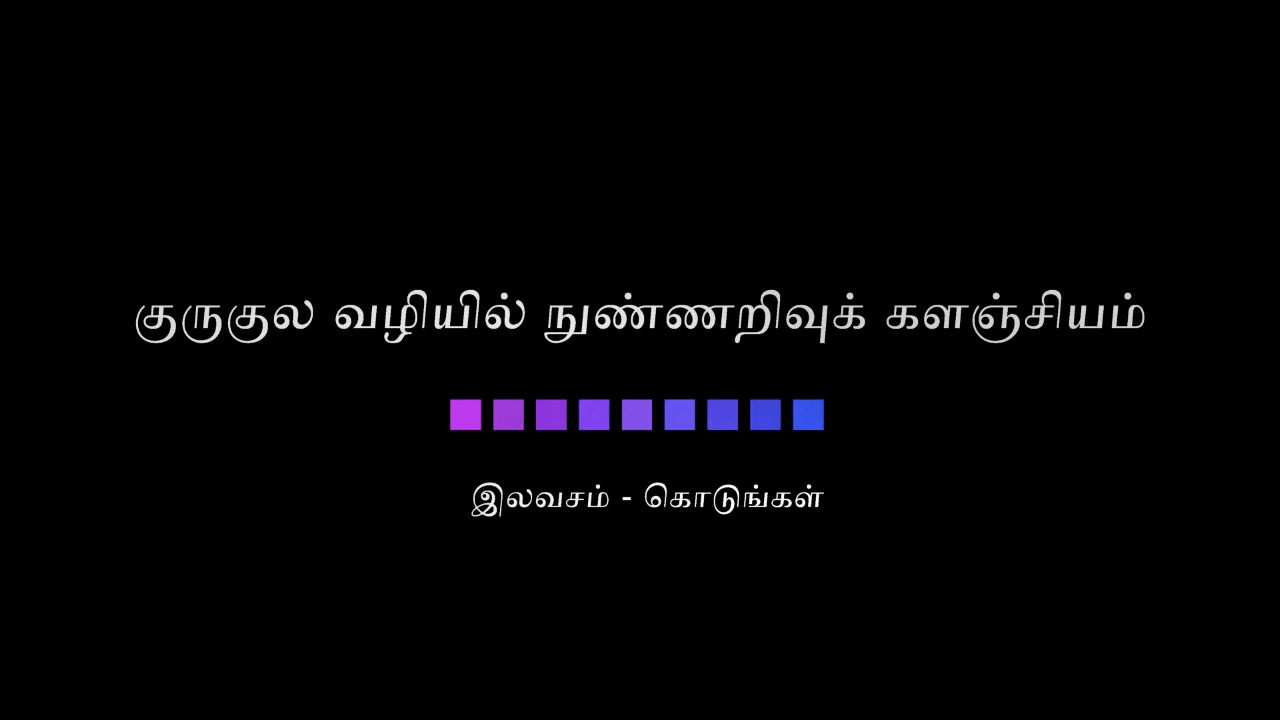 குருகுல வழியில் நுண்ணறிவுக் களஞ்சியம்
இலவசம் - கொடுங்கள்